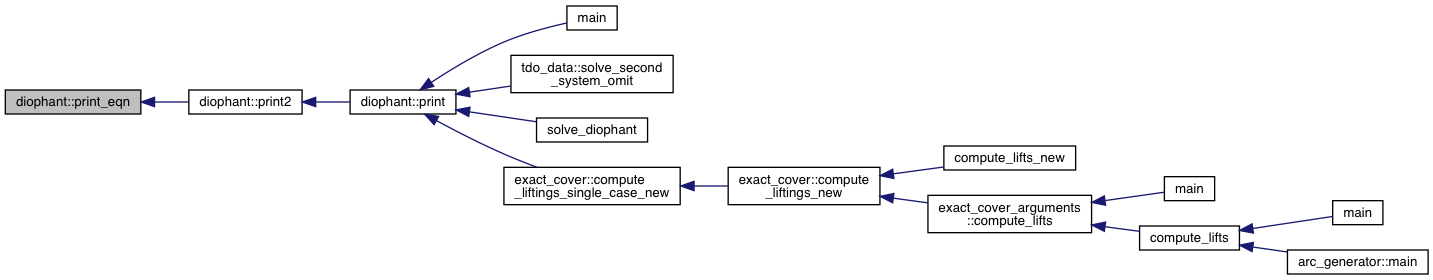 main
tdo_data::solve_second
_system_omit
diophant::print_eqn
diophant::print2
diophant::print
solve_diophant
exact_cover::compute
_liftings_single_case_new
exact_cover::compute
_liftings_new
compute_lifts_new
exact_cover_arguments
::compute_lifts
main
compute_lifts
main
arc_generator::main